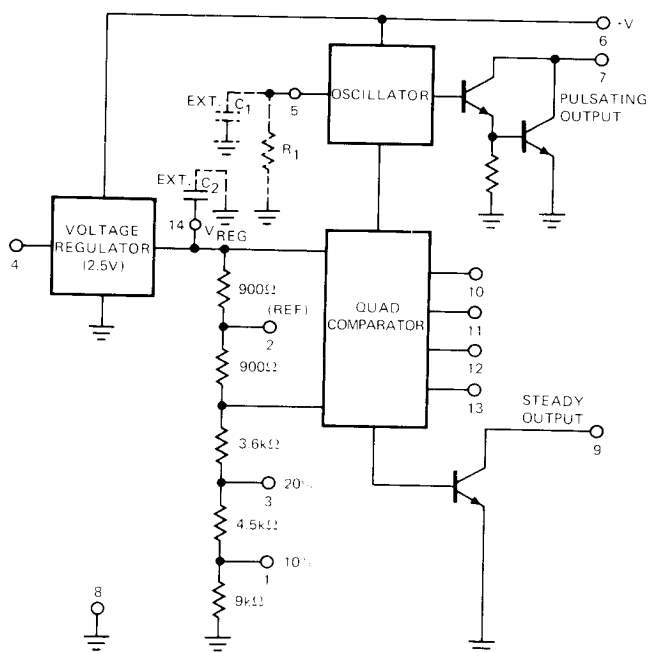 +V
6
7
PULSATING
OUTPUT
OSCILLATOR
EXT. C1
5
R1
EXT. C2
14
VREG
VOLTAGE
REGULATOR
(2.5V)
4
900Ω
(REF)
2
900Ω
QUAD
COMPARATOR
10
11
12
13
STEADY
OUTPUT
9
3.6kΩ
20%
3
4.5kΩ
10%
1
9kΩ
8